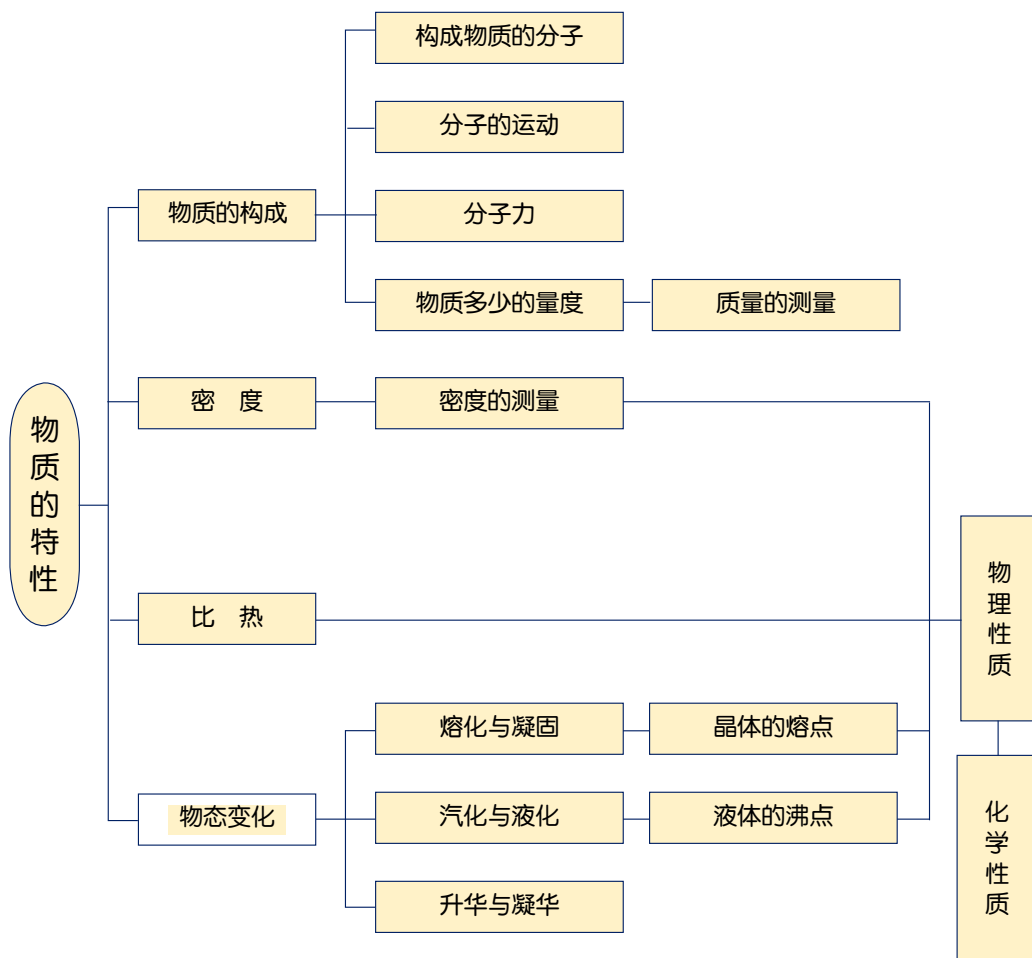 物质的特性
物质的构成
构成物质的分子
分子的运动
分子力
物质多少的量度
质量的测量
密 度
密度的测量
比 热
物态变化
熔化与凝固
晶体的熔点
汽化与液化
液体的沸点
升华与凝华
物理性质
化学性质